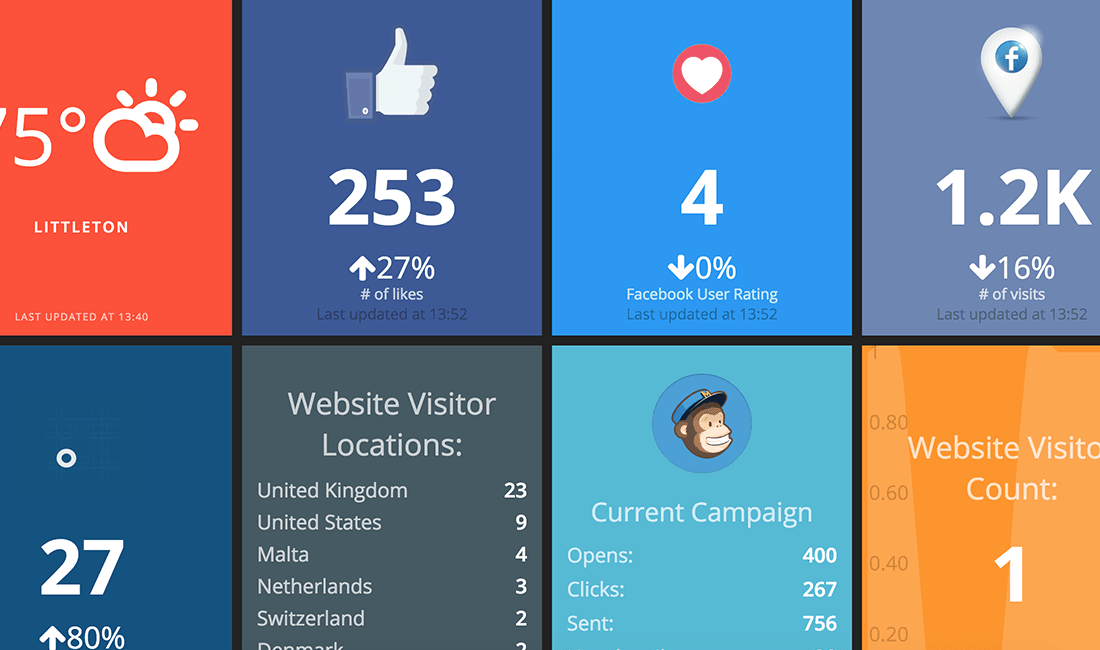 75°
LITTLETON
LAST UPDATED AT 13:40
253
27%
# of likes
Last updated at 13:52
4
0%
Facebook User Rating
Last updated at 13:52
f
1.2K
16%
# of visits
Last updated at 13:52
27
80%
Website Visitor
Locations:
United Kingdom 23
United States 9
Malta 4
Netherlands 3
Switzerland 2
Denmark 2
M
Current Campaign
Opens: 400
Clicks: 267
Sent: 756
1
0.80
Website Visito
Count:
0.60
1
0.40
0.20